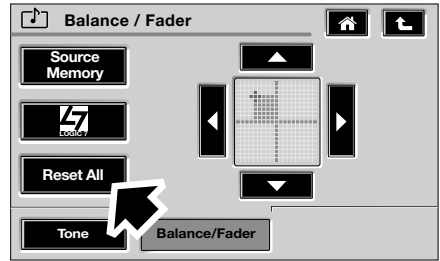 Balance / Fader
Source
Memory
LOGIC 7
Reset All
Tone
Balance/Fader